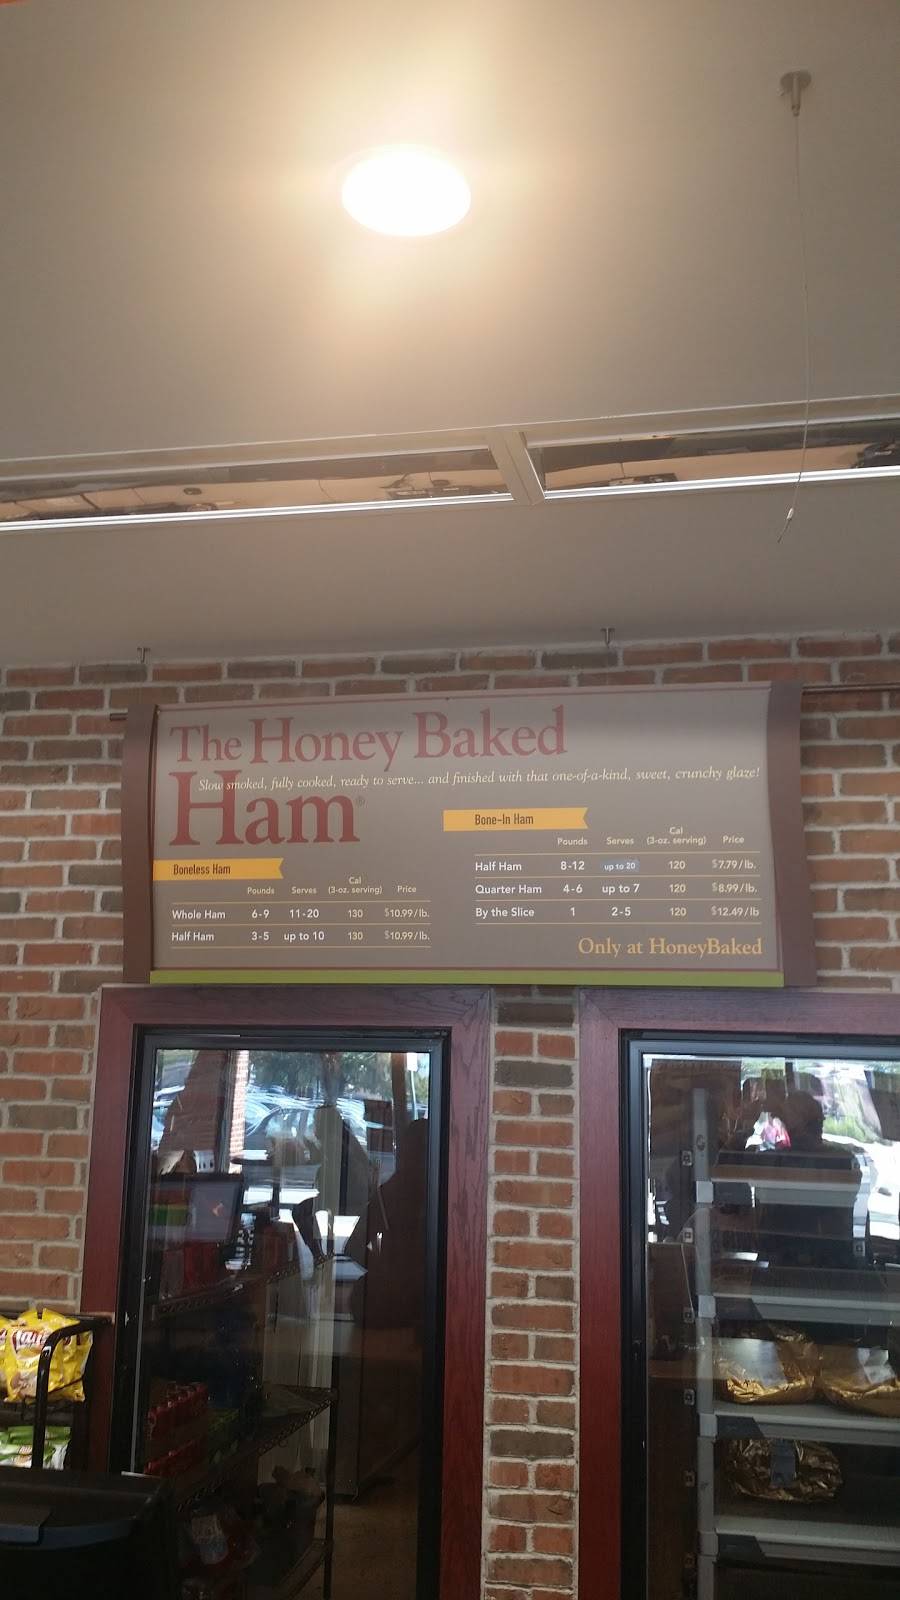 The Honey Baked
Slow smoked, fully cooked, ready to serve... and finished with that one-of-a-kind, sweet, crunchy glaze!
Ham®
Boneless Ham
Pounds Serves Cal (3-oz. serving) Price
Whole Ham 6-9 11-20 130 $10.99/lb.
Half Ham 3-5 up to 10 130 $10.99/lb.
Bone-In Ham
Pounds Serves Cal (3-oz. serving) Price
Half Ham 8-12 up to 20 120 $7.79/lb.
Quarter Ham 4-6 up to 7 120 $8.99/lb.
By the Slice 1 2-5 120 $12.49/lb
Only at HoneyBaked
Lay's